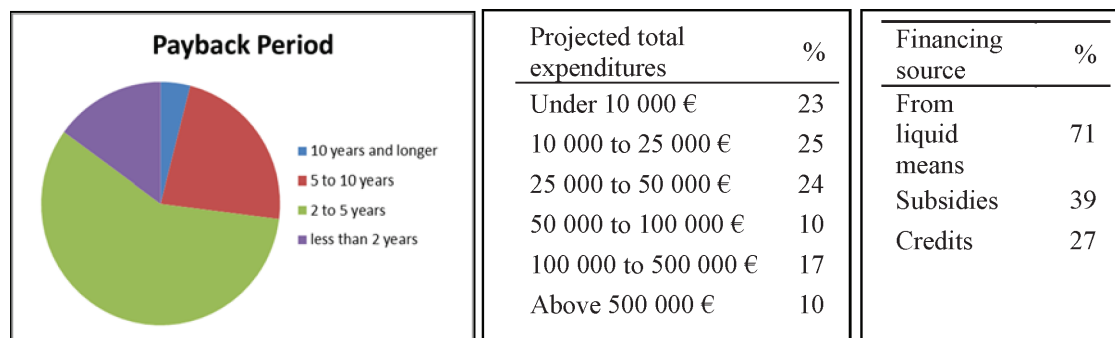 Payback Period
10 years and longer
5 to 10 years
2 to 5 years
less than 2 years
Projected total
expenditures %
Under 10 000 € 23
10 000 to 25 000 € 25
25 000 to 50 000 € 24
50 000 to 100 000 € 10
100 000 to 500 000 € 17
Above 500 000 € 10
Financing
source %
From
liquid 71
means
Subsidies 39
Credits 27